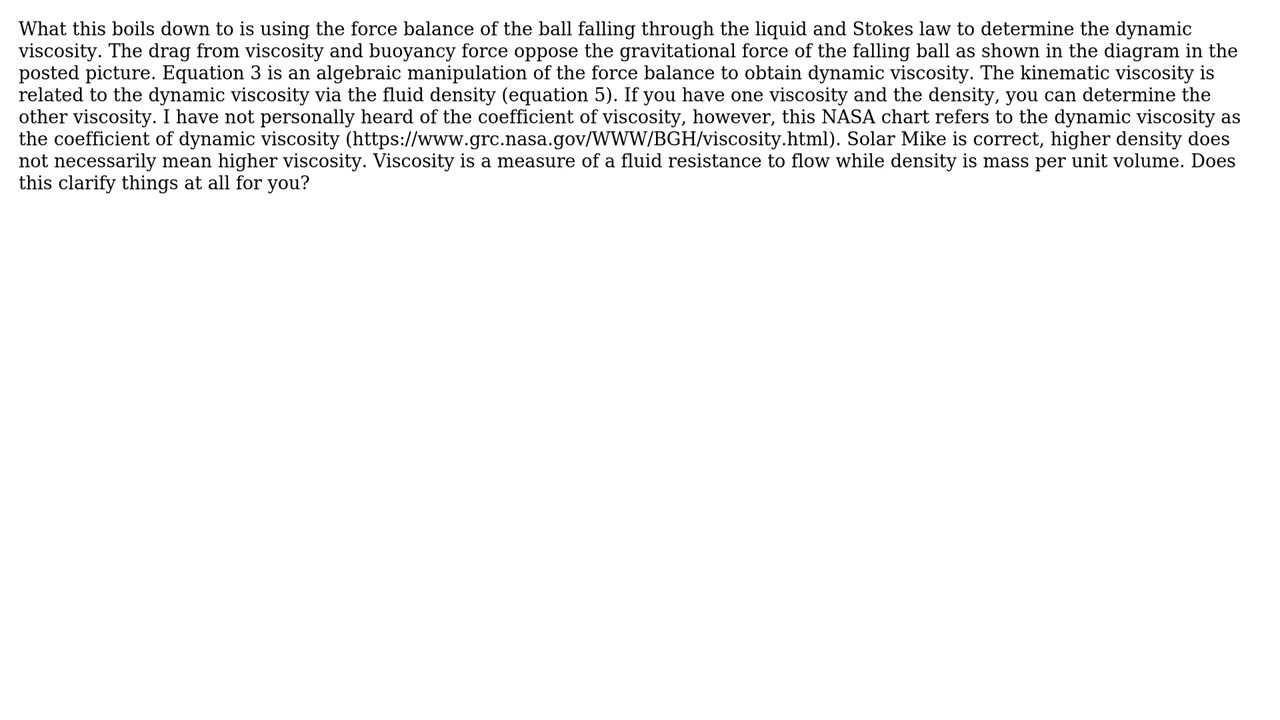 What this boils down to is using the force balance of the ball falling through the liquid and Stokes law to determine the dynamic
viscosity. The drag from viscosity and buoyancy force oppose the gravitational force of the falling ball as shown in the diagram in the
posted picture. Equation 3 is an algebraic manipulation of the force balance to obtain dynamic viscosity. The kinematic viscosity is
related to the dynamic viscosity via the fluid density (equation 5). If you have one viscosity and the density, you can determine the
other viscosity. I have not personally heard of the coefficient of viscosity, however, this NASA chart refers to the dynamic viscosity as
the coefficient of dynamic viscosity (https://www.grc.nasa.gov/WWW/BGH/viscosity.html). Solar Mike is correct, higher density does
not necessarily mean higher viscosity. Viscosity is a measure of a fluid resistance to flow while density is mass per unit volume. Does
this clarify things at all for you?